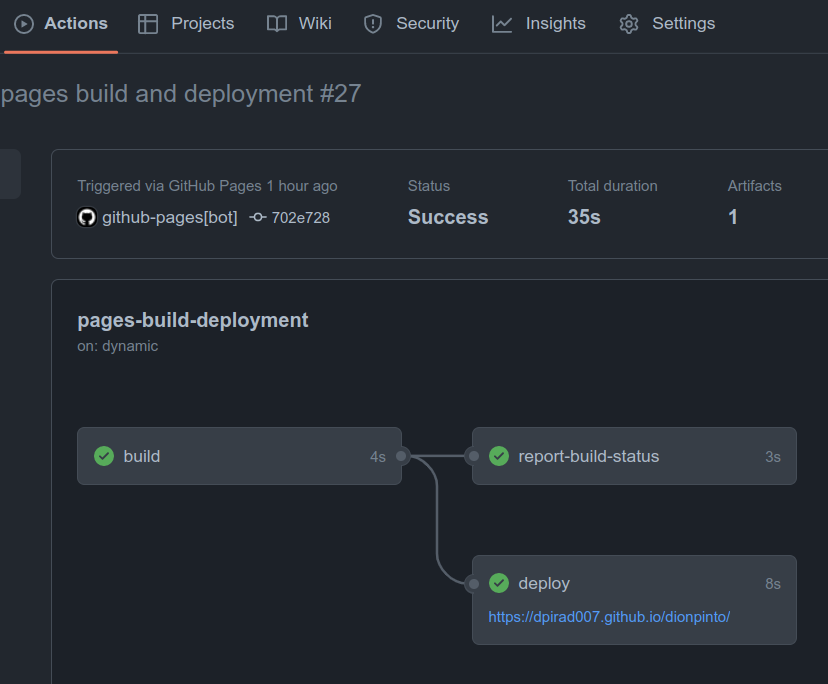 Actions Projects Wiki Security Insights Settings
pages build and deployment #27
Triggered via GitHub Pages 1 hour ago Status Total duration Artifacts
github-pages[bot] 702e728 Success 35s 1
pages-build-deployment
on: dynamic
build 4s report-build-status 3s
deploy 8s
https://dpirad007.github.io/dionpinto/